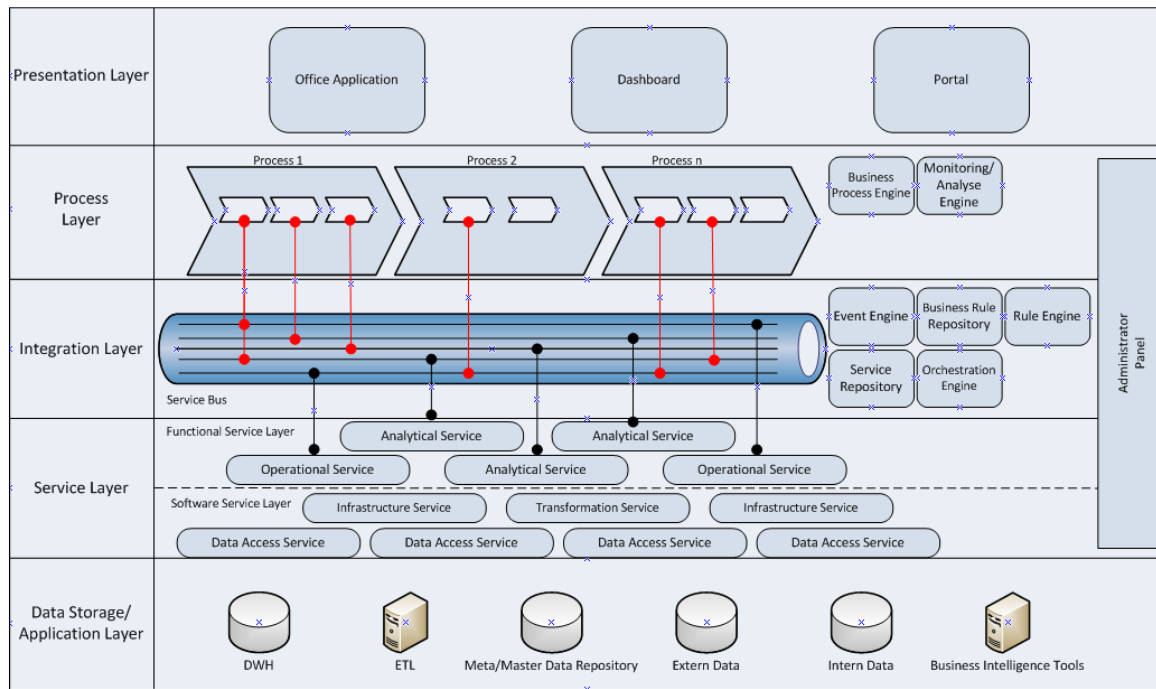 Presentation Layer
Office Application
Dashboard
Portal
Process
Layer
Process 1
Process 2
Process n
Business
Process Engine
Monitoring/
Analyse
Engine
Integration Layer
Service Bus
Event Engine
Business Rule
Repository
Rule Engine
Service
Repository
Orchestration
Engine
Administrator
Panel
Service Layer
Functional Service Layer
Analytical Service
Analytical Service
Operational Service
Analytical Service
Operational Service
Software Service Layer
Infrastructure Service
Transformation Service
Infrastructure Service
Data Access Service
Data Access Service
Data Access Service
Data Access Service
Data Storage/
Application Layer
DWH
ETL
Meta/Master Data Repository
Extern Data
Intern Data
Business Intelligence Tools